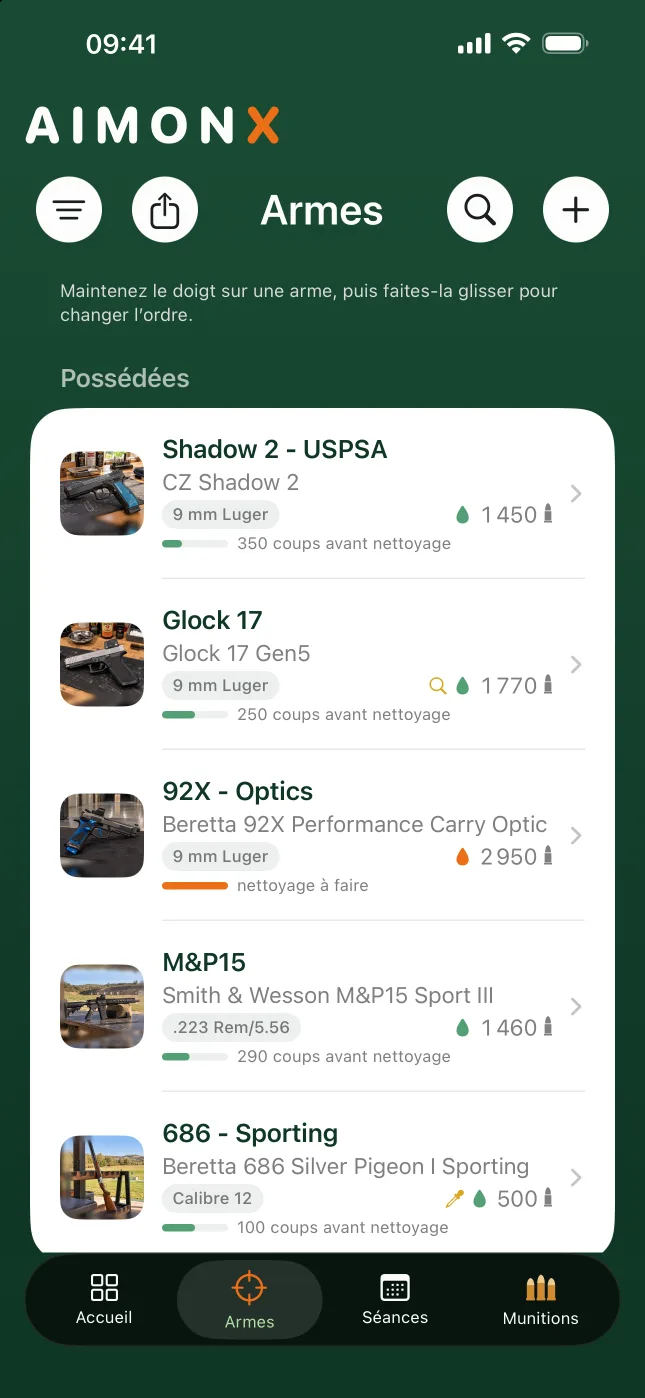 09:41
AIMONX
Armes
Maintenez le doigt sur une arme, puis faites-la glisser pour
changer l’ordre.
Possédées
Shadow 2 - USPSA
CZ Shadow 2
9 mm Luger
1 450
350 coups avant nettoyage
Glock 17
Glock 17 Gen5
9 mm Luger
1 770
250 coups avant nettoyage
92X - Optics
Beretta 92X Performance Carry Optic
9 mm Luger
2 950
nettoyage à faire
M&P15
Smith & Wesson M&P15 Sport III
.223 Rem/5.56
1 460
290 coups avant nettoyage
686 - Sporting
Beretta 686 Silver Pigeon I Sporting
Calibre 12
500
100 coups avant nettoyage
Accueil
Armes
Séances
Munitions